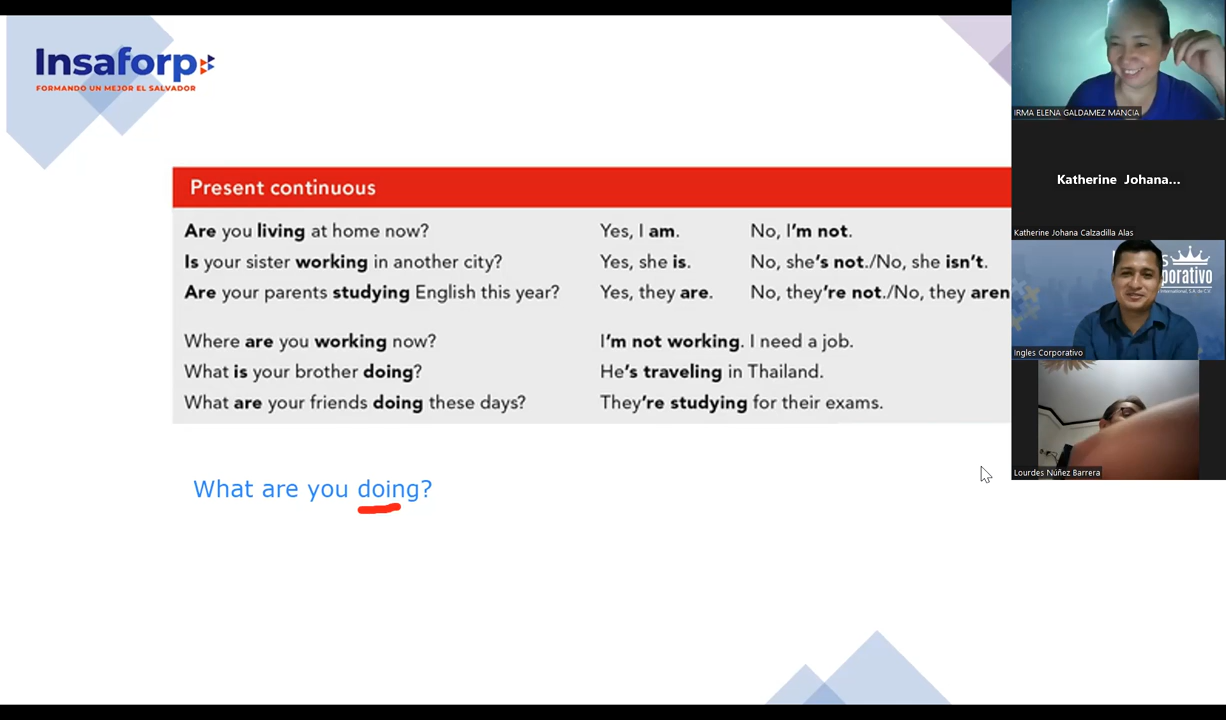 Insaforp
FORMANDO UN MEJOR EL SALVADOR
Present continuous
Are you living at home now? Yes, I am. No, I'm not.
Is your sister working in another city? Yes, she is. No, she's not./No, she isn't.
Are your parents studying English this year? Yes, they are. No, they're not./No, they aren
Where are you working now? I'm not working. I need a job.
What is your brother doing? He's traveling in Thailand.
What are your friends doing these days? They're studying for their exams.
What are you doing?
IRMA ELENA GALDAMEZ MANCIA
Katherine Johana...
Katherine Johana Calzadilla Alas
Ingles Corporativo
Lourdes Núñez Barrera